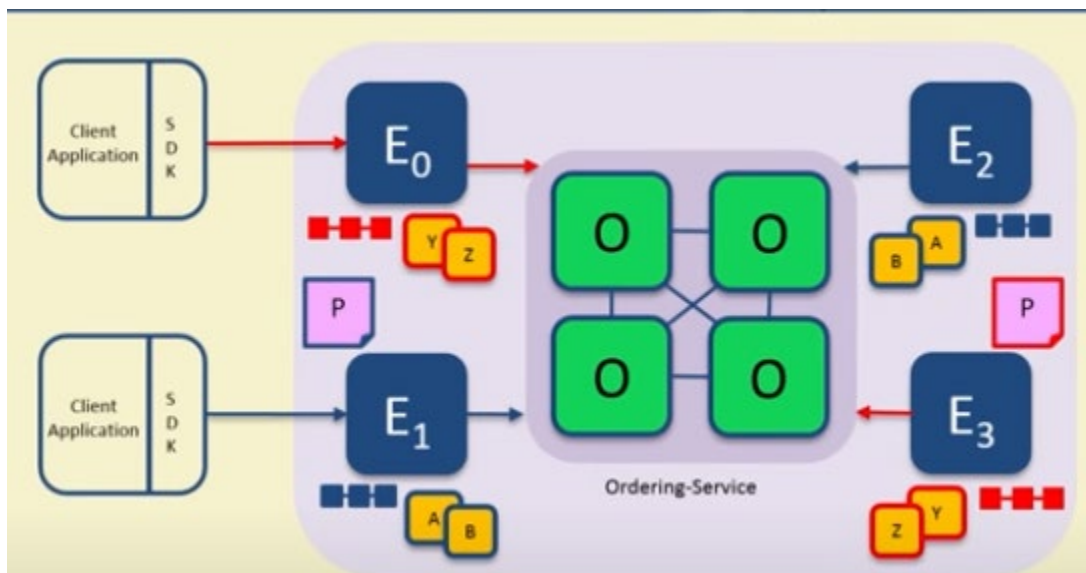 Client
Application
S
D
K
E0
Y
Z
P
O
O
O
O
Ordering-Service
E2
B
A
P
Client
Application
S
D
K
E1
A
B
E3
Z
Y